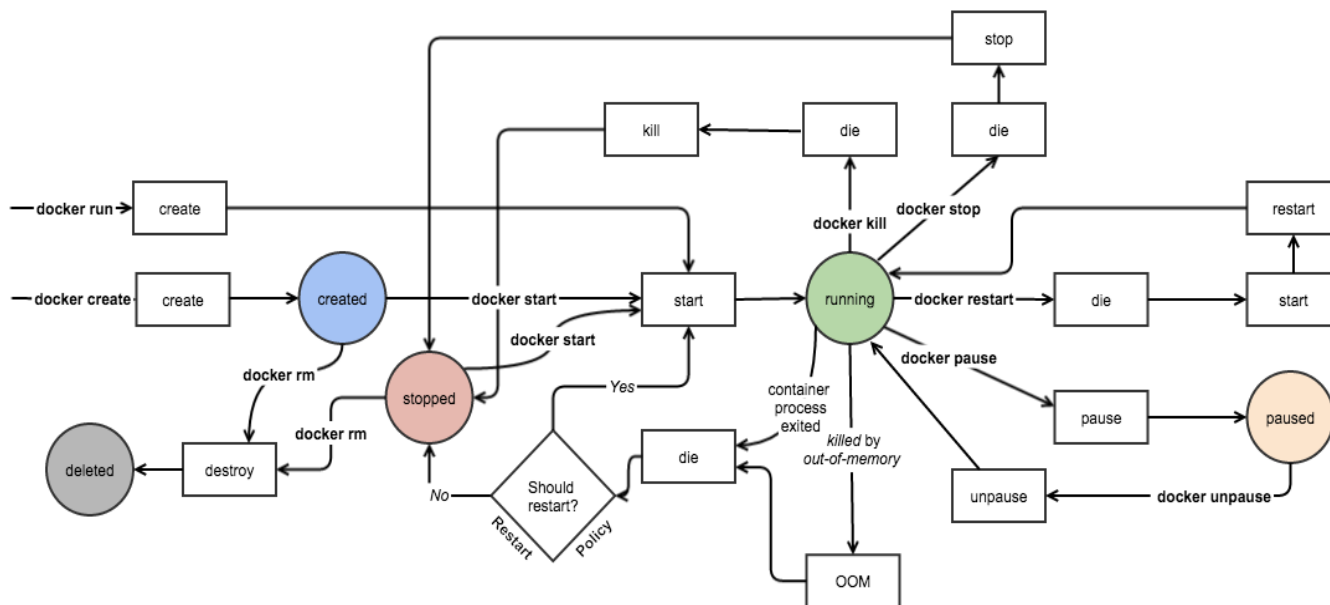 stop
kill
die
die
docker run
create
docker kill
docker stop
restart
docker create
create
created
docker start
start
running
docker restart
die
start
docker start
docker pause
docker rm
Yes
stopped
container
process
exited
pause
paused
docker rm
killed by
out-of-memory
deleted
destroy
No
Should
restart?
die
unpause
docker unpause
Restart
Policy
OOM